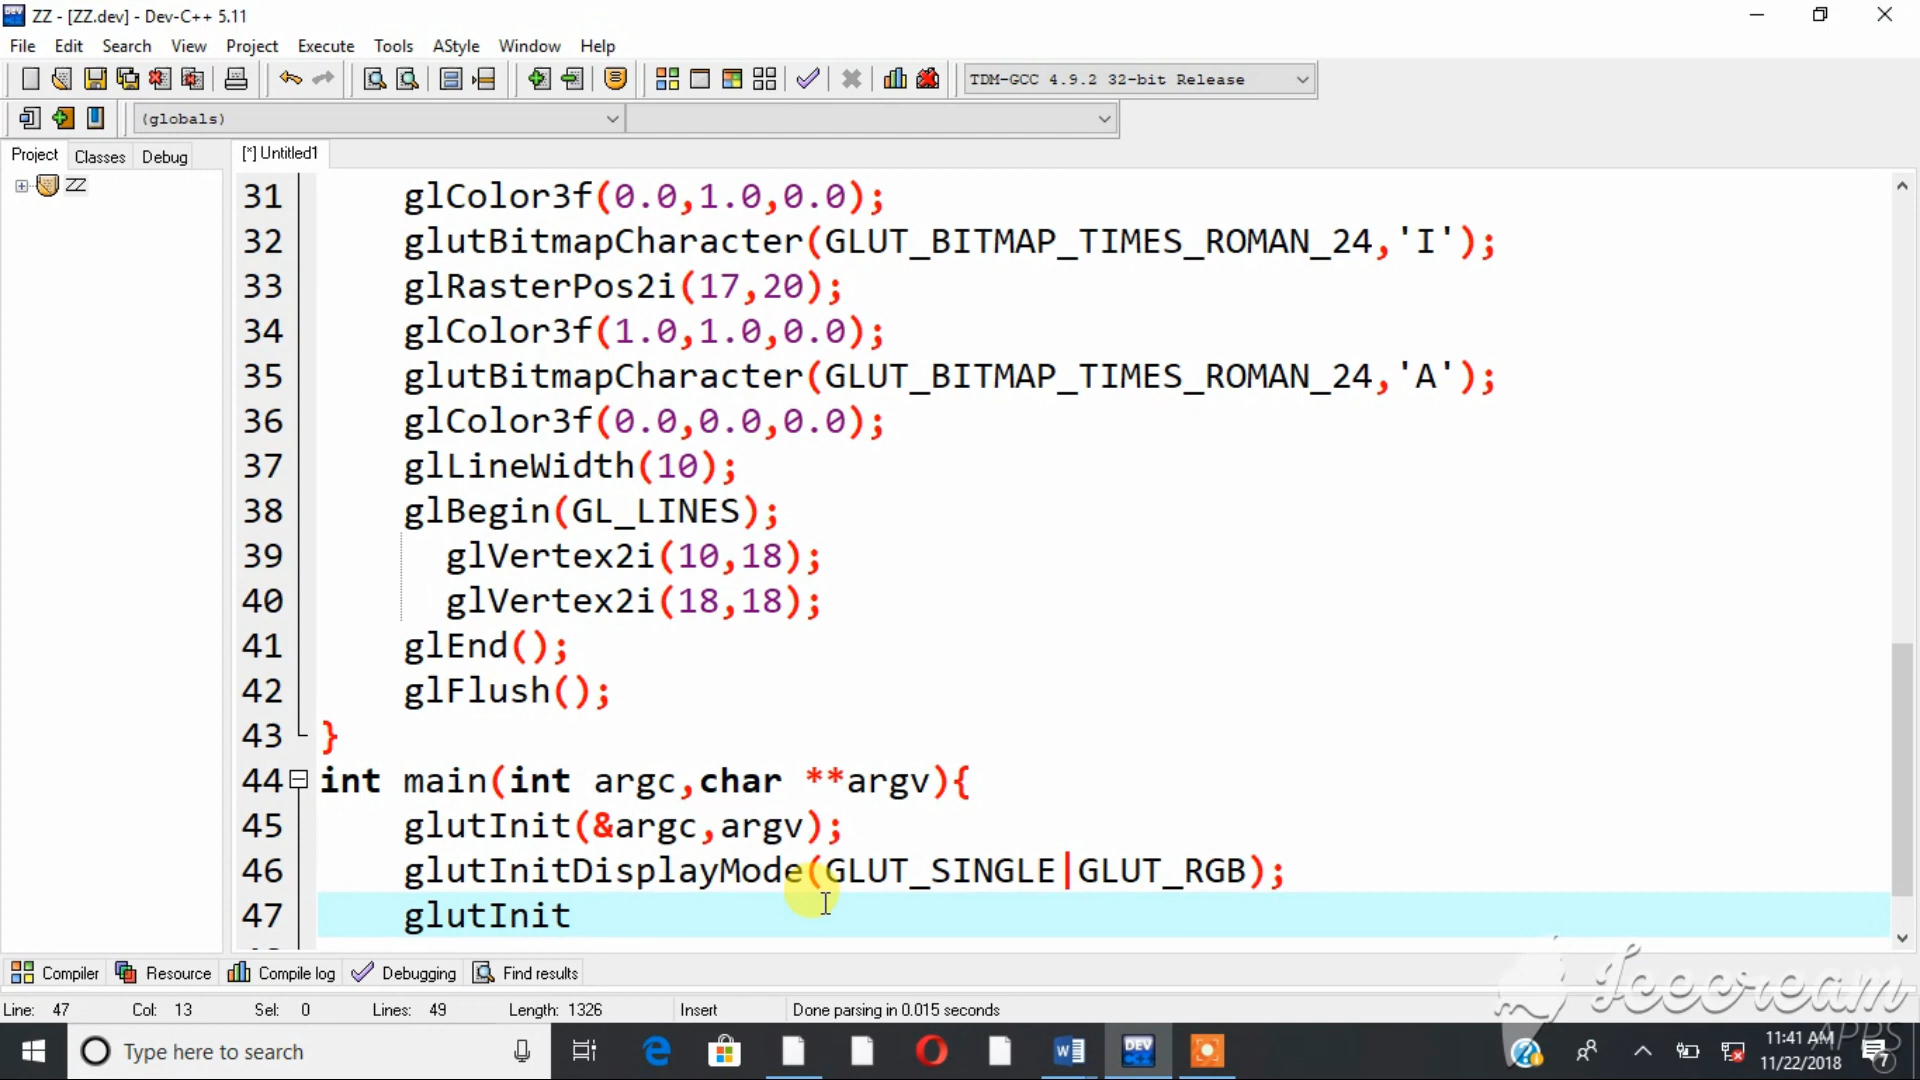 ZZ - [ZZ.dev] - Dev-C++ 5.11
File Edit Search View Project Execute Tools AStyle Window Help
TDM-GCC 4.9.2 32-bit Release
(globals)
Project Classes Debug [*] Untitled1
ZZ
31 glColor3f(0.0,1.0,0.0);
32 glutBitmapCharacter(GLUT_BITMAP_TIMES_ROMAN_24,'I');
33 glRasterPos2i(17,20);
34 glColor3f(1.0,1.0,0.0);
35 glutBitmapCharacter(GLUT_BITMAP_TIMES_ROMAN_24,'A');
36 glColor3f(0.0,0.0,0.0);
37 glLineWidth(10);
38 glBegin(GL_LINES);
39 glVertex2i(10,18);
40 glVertex2i(18,18);
41 glEnd();
42 glFlush();
43 }
44 int main(int argc,char **argv){
45 glutInit(&argc,argv);
46 glutInitDisplayMode(GLUT_SINGLE|GLUT_RGB);
47 glutInit
Compiler Resource Compile log Debugging Find results
Line: 47 Col: 13 Sel: 0 Lines: 49 Length: 1326 Insert Done parsing in 0.015 seconds
Icecream
APPS
Type here to search
DEV
11:41 AM
11/22/2018
7